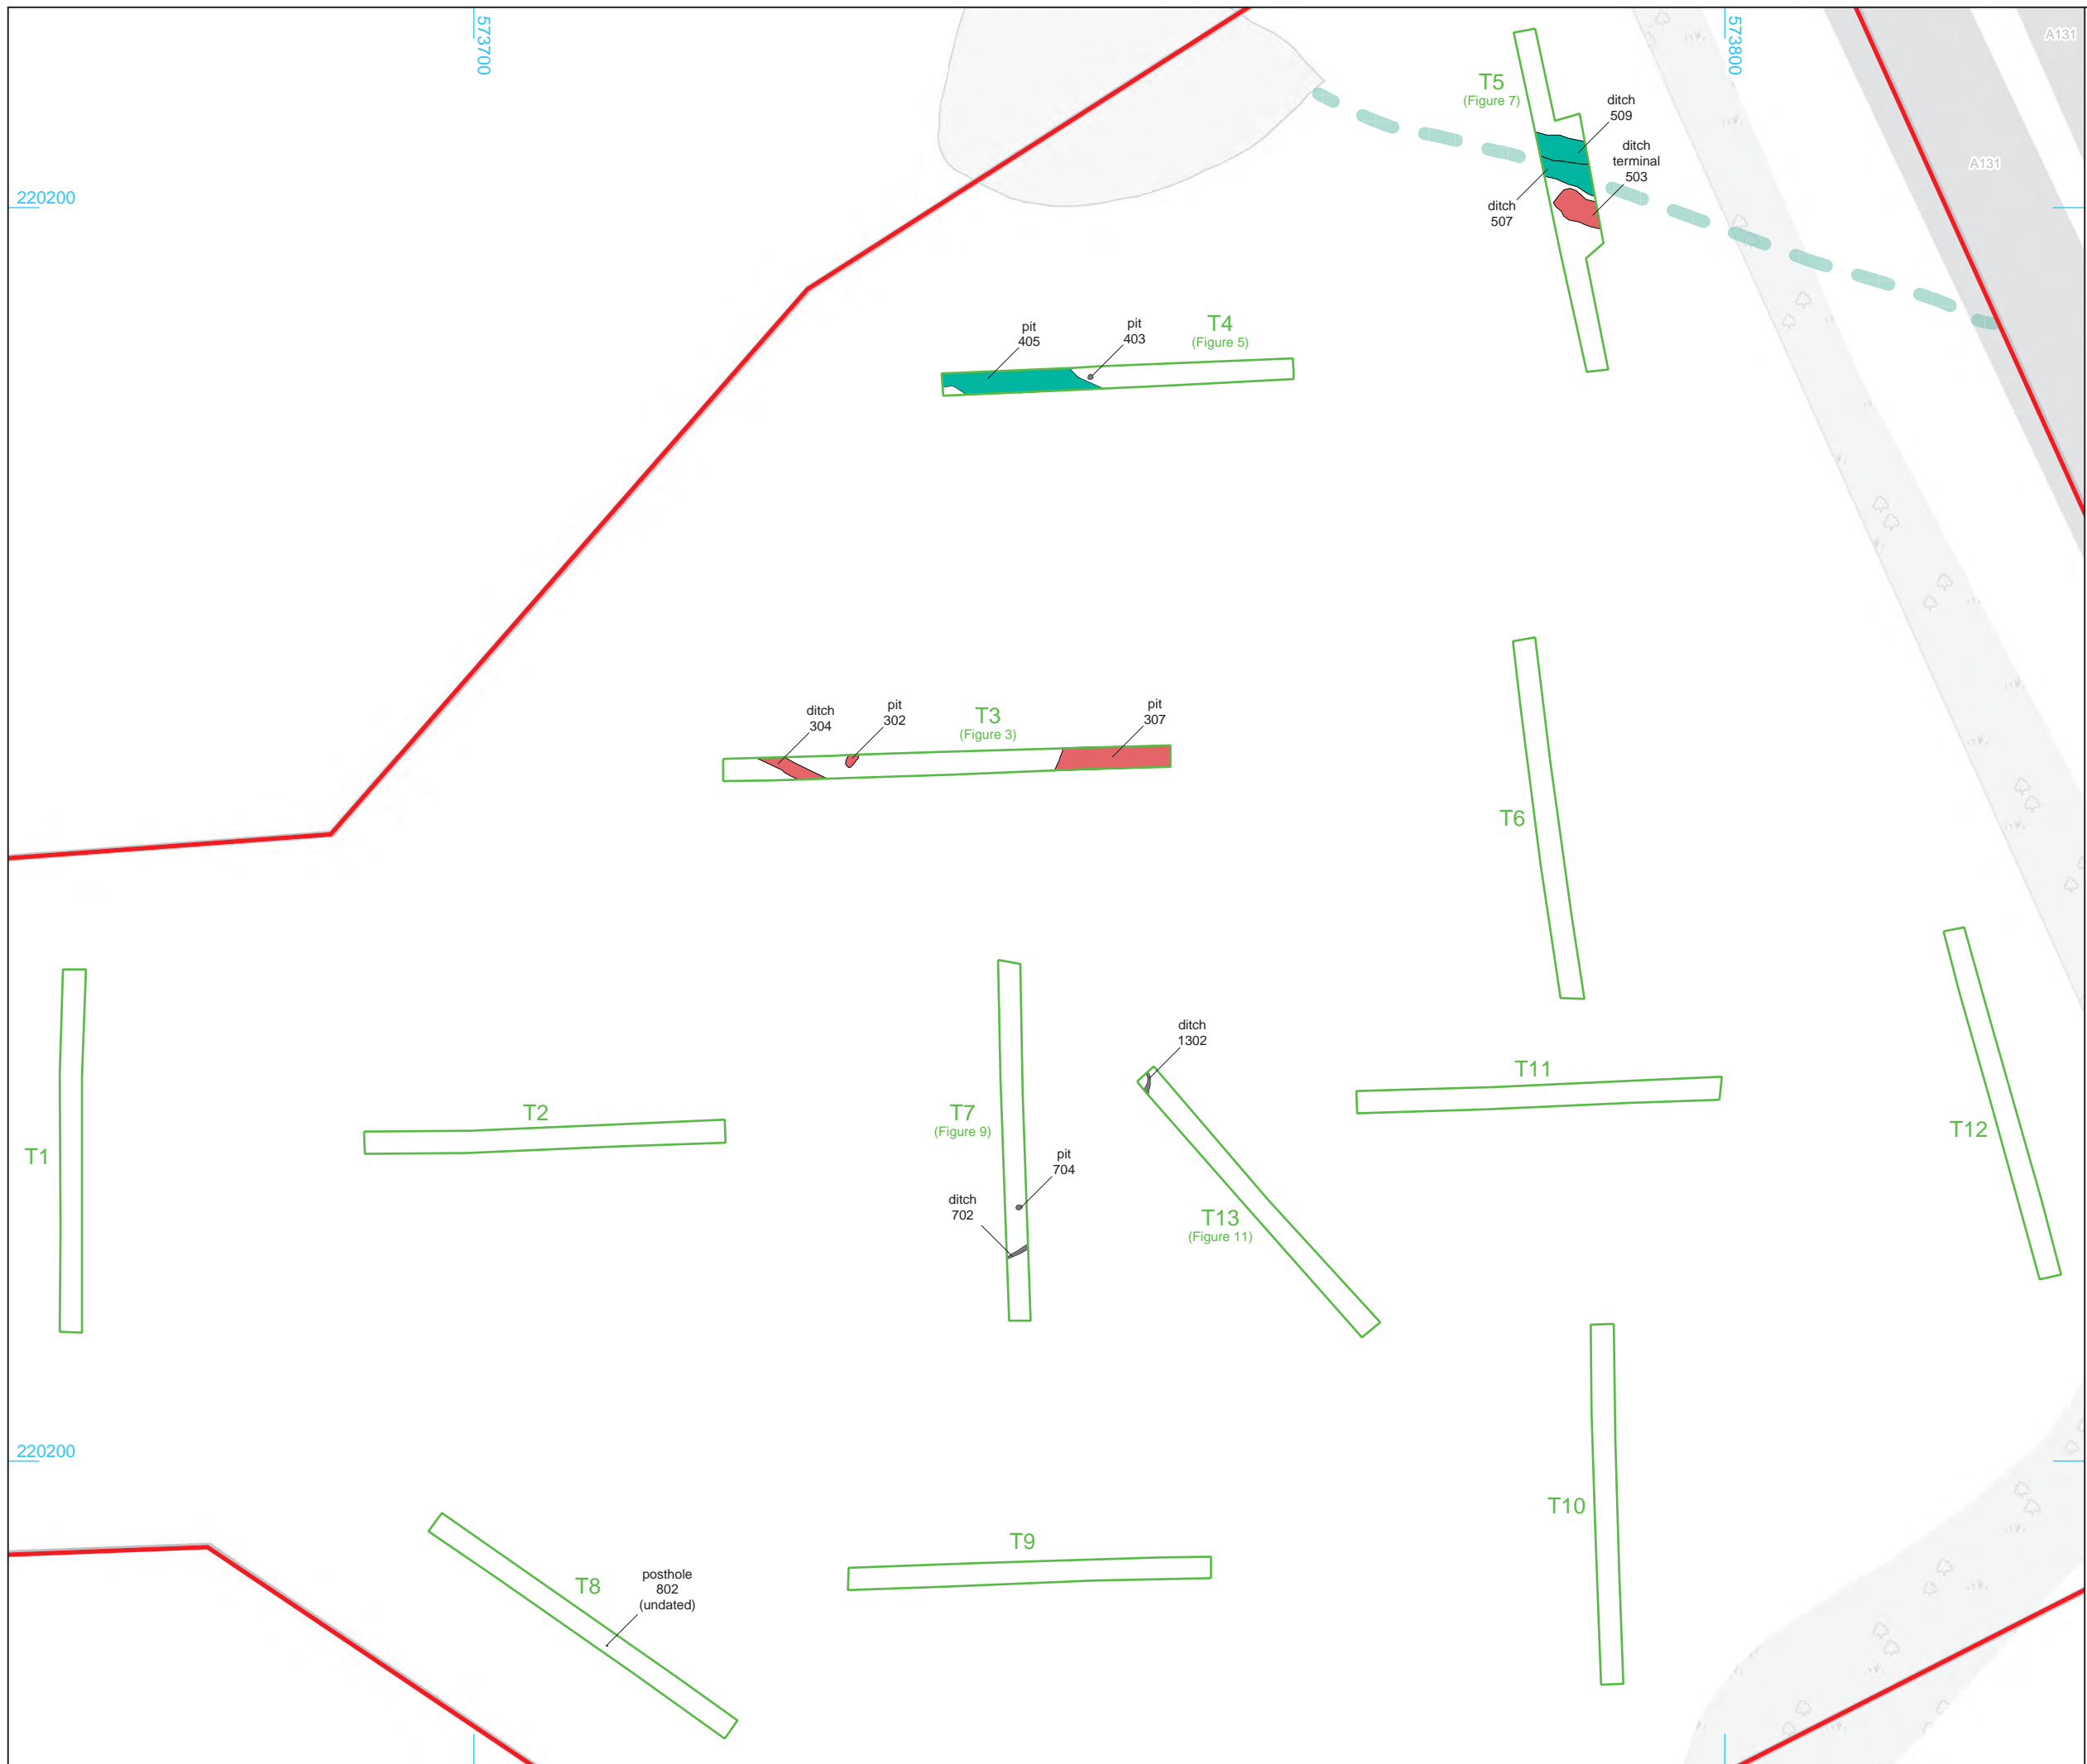 573700
573800
A131
A131
220200
T5
(Figure 7)
ditch
509
ditch
terminal
503
ditch
507
T4
(Figure 5)
pit
405
pit
403
T3
(Figure 3)
ditch
304
pit
302
pit
307
T6
T1
T2
T7
(Figure 9)
pit
704
ditch
702
ditch
1302
T13
(Figure 11)
T11
T12
220200
T8
posthole
802
(undated)
T9
T10